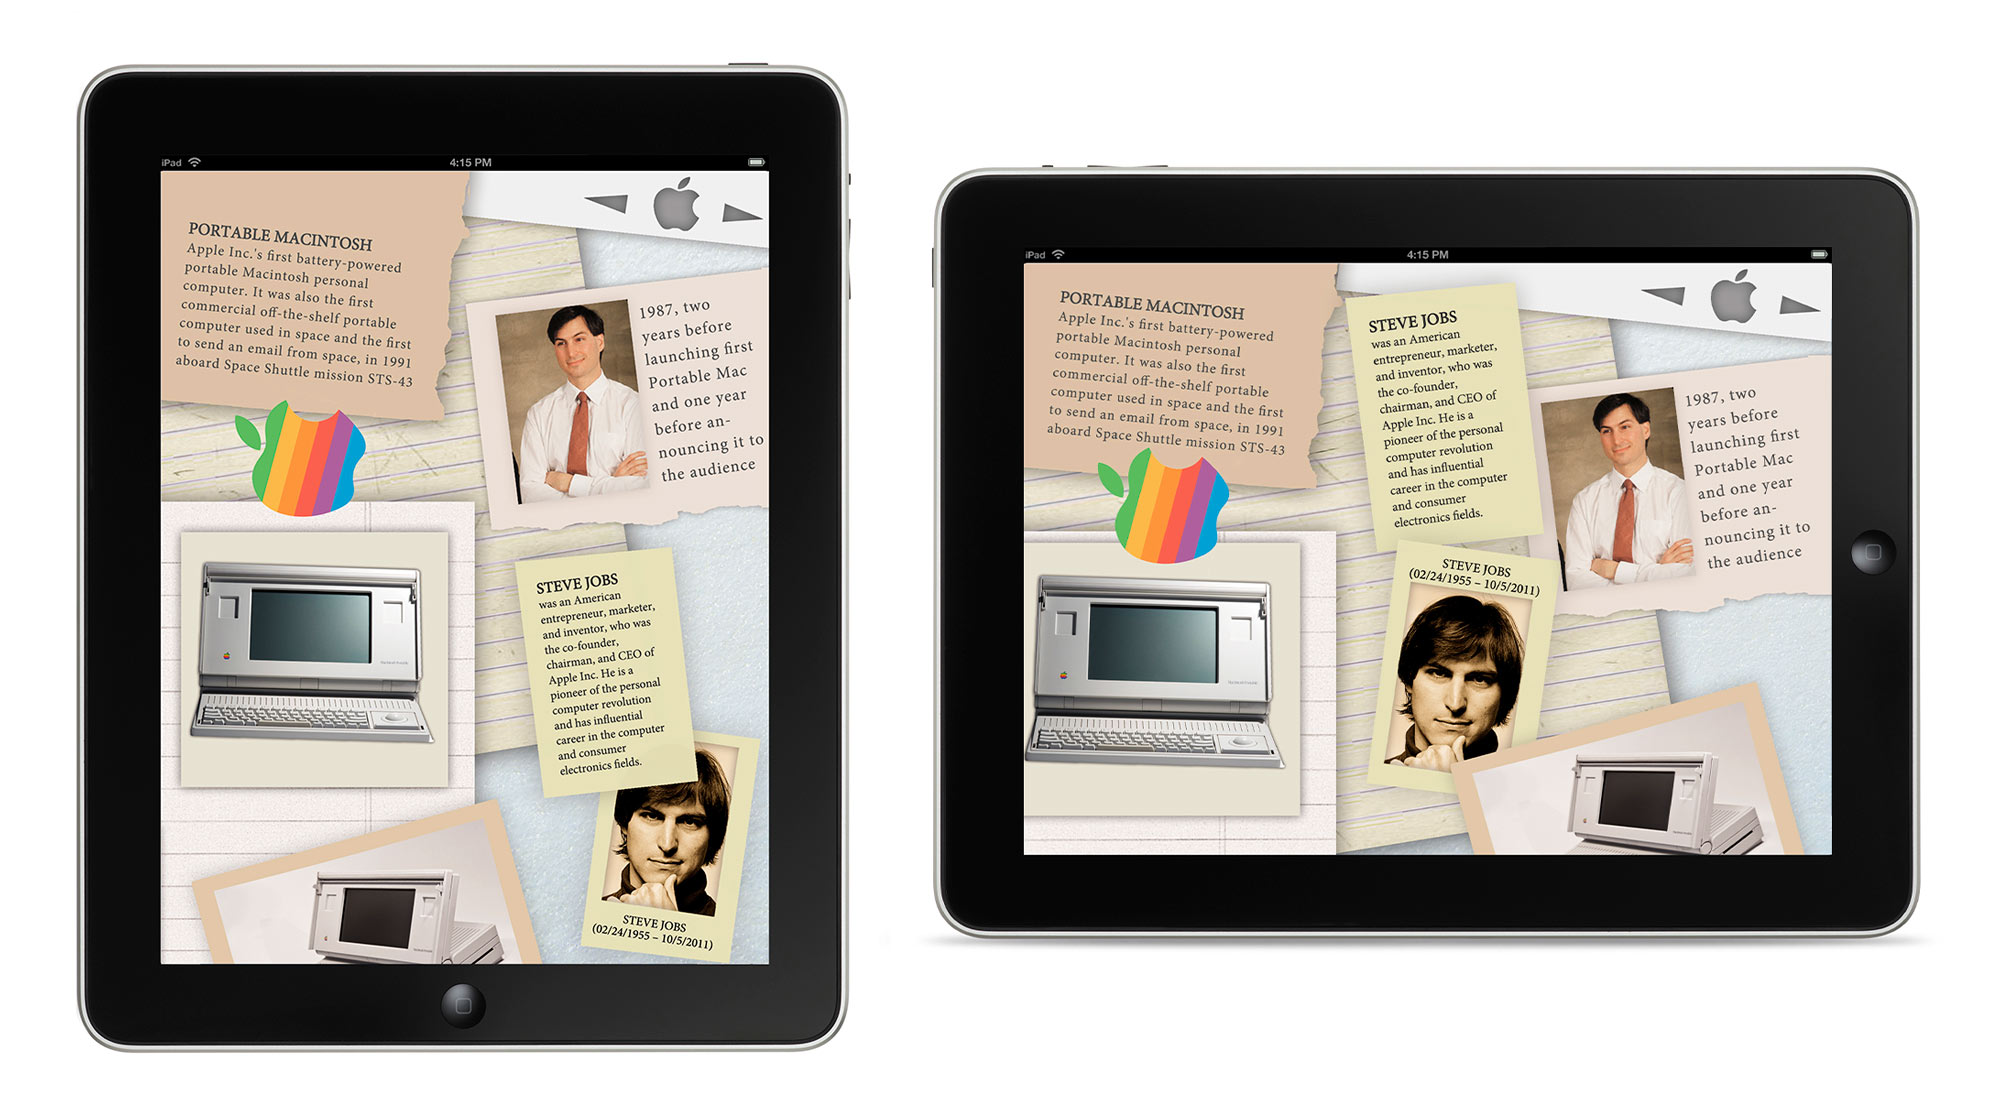 iPad
4:15 PM
PORTABLE MACINTOSH
Apple Inc.'s first battery-powered
portable Macintosh personal
computer. It was also the first
commercial off-the-shelf portable
computer used in space and the first
to send an email from space, in 1991
aboard Space Shuttle mission STS-43
1987, two
years before
launching first
Portable Mac
and one year
before an-
nouncing it to
the audience
STEVE JOBS
was an American
entrepreneur, marketer,
and inventor, who was
the co-founder,
chairman, and CEO of
Apple Inc. He is a
pioneer of the personal
computer revolution
and has influential
career in the computer
and consumer
electronics fields.
STEVE JOBS
(02/24/1955 – 10/5/2011)
iPad
4:15 PM
PORTABLE MACINTOSH
Apple Inc.'s first battery-powered
portable Macintosh personal
computer. It was also the first
commercial off-the-shelf portable
computer used in space and the first
to send an email from space, in 1991
aboard Space Shuttle mission STS-43
STEVE JOBS
was an American
entrepreneur, marketer,
and inventor, who was
the co-founder,
chairman, and CEO of
Apple Inc. He is a
pioneer of the personal
computer revolution
and has influential
career in the computer
and consumer
electronics fields.
1987, two
years before
launching first
Portable Mac
and one year
before an-
nouncing it to
the audience
STEVE JOBS
(02/24/1955 – 10/5/2011)